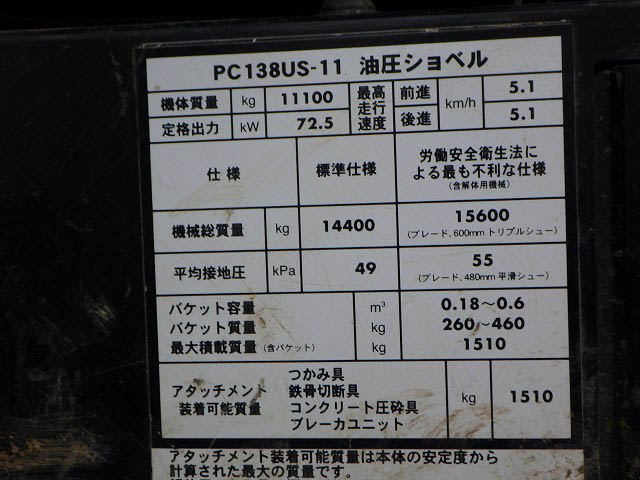 PC138US-11 油圧ショベル
機体質量 kg 11100 最高走行速度 前進 km/h 5.1
定格出力 kW 72.5 後進 5.1
仕様 標準仕様 労働安全衛生法に
よる最も不利な仕様
(含解体用機械)
機械総質量 kg 14400 15600
(ブレード、600mmトリプルシュー)
平均接地圧 kPa 49 55
(ブレード、480mm平滑シュー)
バケット容量 m³ 0.18〜0.6
バケット質量 kg 260〜460
最大積載質量 (含バケット) kg 1510
つかみ具
アタッチメント 鉄骨切断具 kg 1510
装着可能質量 コンクリート圧砕具
ブレーカユニット
アタッチメント装着可能質量は本体の安定度から
計算された最大の質量です。